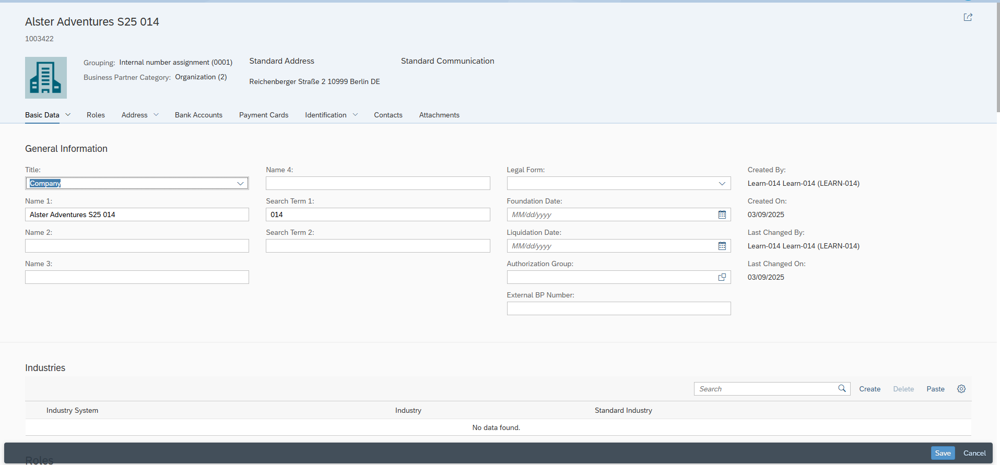 Alster Adventures S25 014
1003422
Grouping: Internal number assignment (0001)
Business Partner Category: Organization (2)
Standard Address
Reichenberger Straße 2 10999 Berlin DE
Standard Communication
Basic Data Roles Address Bank Accounts Payment Cards Identification Contacts Attachments
General Information
Title:
Company
Name 1:
Alster Adventures S25 014
Name 2:
Name 3:
Name 4:
Search Term 1:
014
Search Term 2:
Legal Form:
Foundation Date:
MM/dd/yyyy
Liquidation Date:
MM/dd/yyyy
Authorization Group:
External BP Number:
Created By:
Learn-014 Learn-014 (LEARN-014)
Created On:
03/09/2025
Last Changed By:
Learn-014 Learn-014 (LEARN-014)
Last Changed On:
03/09/2025
Industries
Search Create Delete Paste
Industry System Industry Standard Industry
No data found.
Roles
Save Cancel